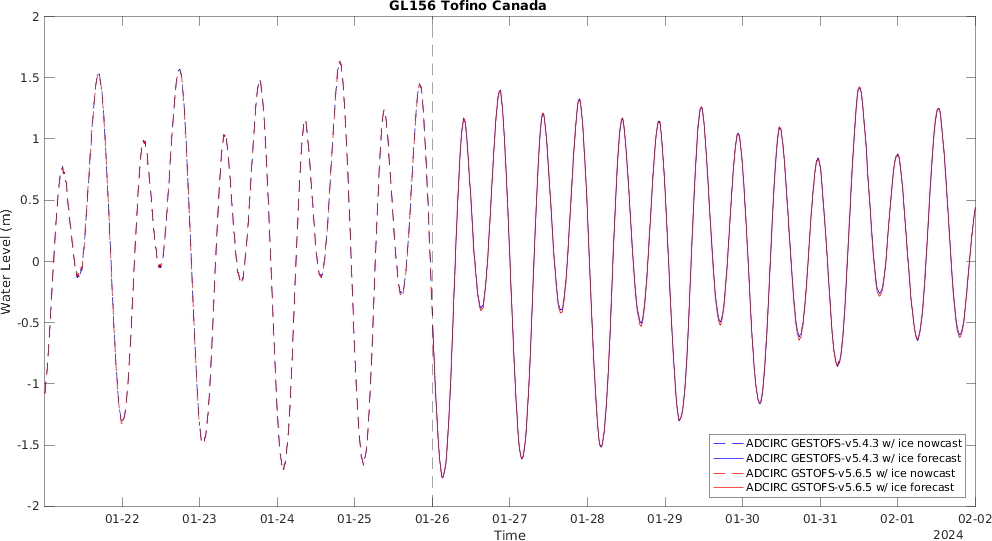 GL156 Tofino Canada
2
1.5
1
0.5
0
-0.5
-1
-1.5
-2
Water Level (m)
ADCIRC GESTOFS-v5.4.3 w/ ice nowcast
ADCIRC GESTOFS-v5.4.3 w/ ice forecast
ADCIRC GSTOFS-v5.6.5 w/ ice nowcast
ADCIRC GSTOFS-v5.6.5 w/ ice forecast
01-22 01-23 01-24 01-25 01-26 01-27 01-28 01-29 01-30 01-31 02-01 02-02
Time
2024